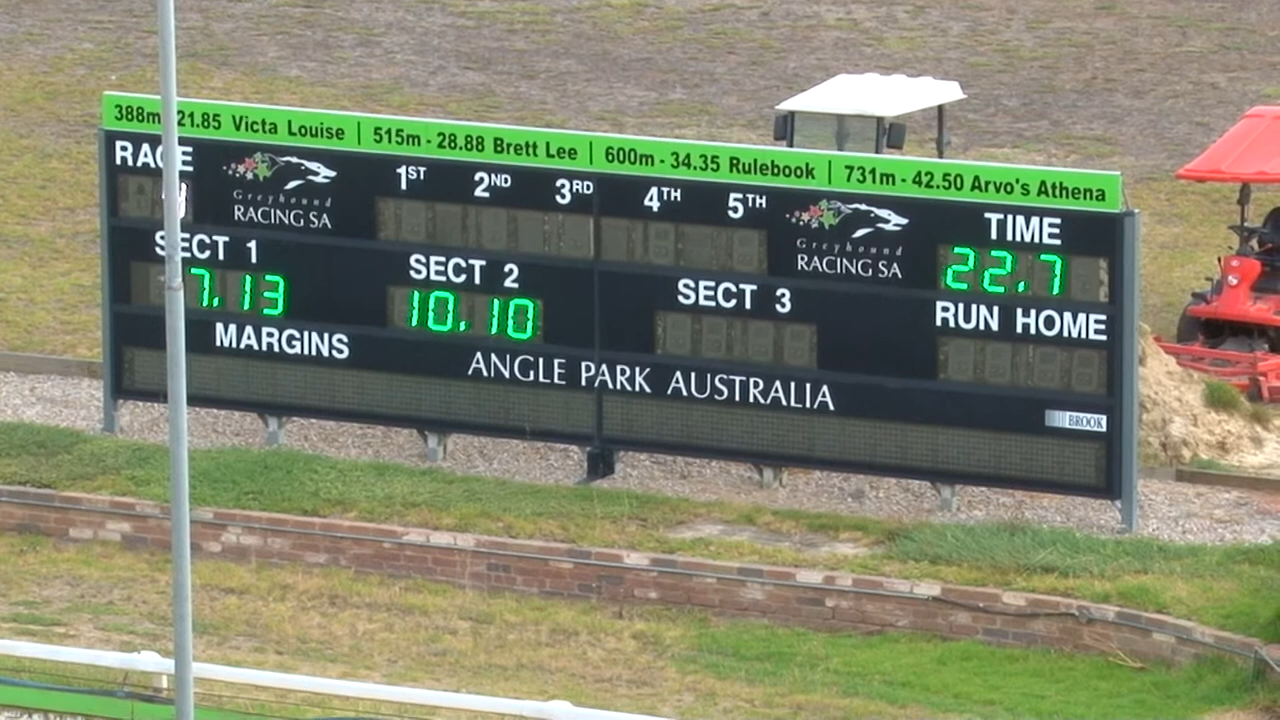 388m 21.85 Victa Louise | 515m - 28.88 Brett Lee | 600m - 34.35 Rulebook | 731m - 42.50 Arvo's Athena
RACE
Greyhound
RACING SA
1ST 2ND 3RD 4TH 5TH
Greyhound
RACING SA
TIME
22.7
SECT 1
7.13
SECT 2
10.10
SECT 3
RUN HOME
MARGINS
ANGLE PARK AUSTRALIA
BROOK